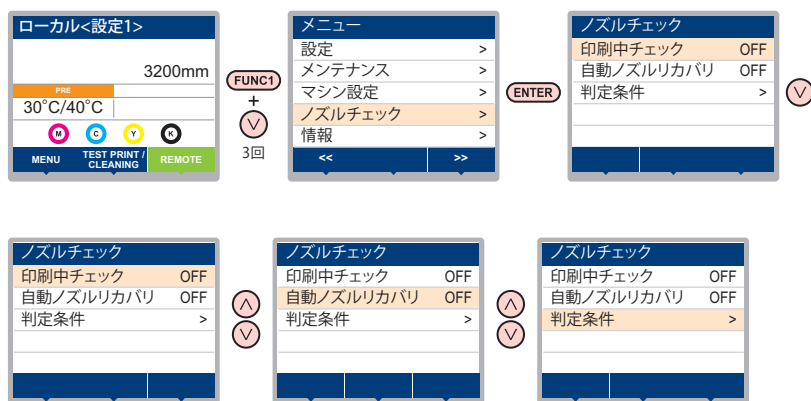 ローカル<設定1>
3200mm
PRE
30°C/40°C
M C Y K
MENU TEST PRINT / CLEANING REMOTE
FUNC1
+
3回
メニュー
設定 >
メンテナンス >
マシン設定 >
ノズルチェック >
情報 >
<< >>
ENTER
ノズルチェック
印刷中チェック OFF
自動ノズルリカバリ OFF
判定条件 >
ノズルチェック
印刷中チェック OFF
自動ノズルリカバリ OFF
判定条件 >
ノズルチェック
印刷中チェック OFF
自動ノズルリカバリ OFF
判定条件 >
ノズルチェック
印刷中チェック OFF
自動ノズルリカバリ OFF
判定条件 >